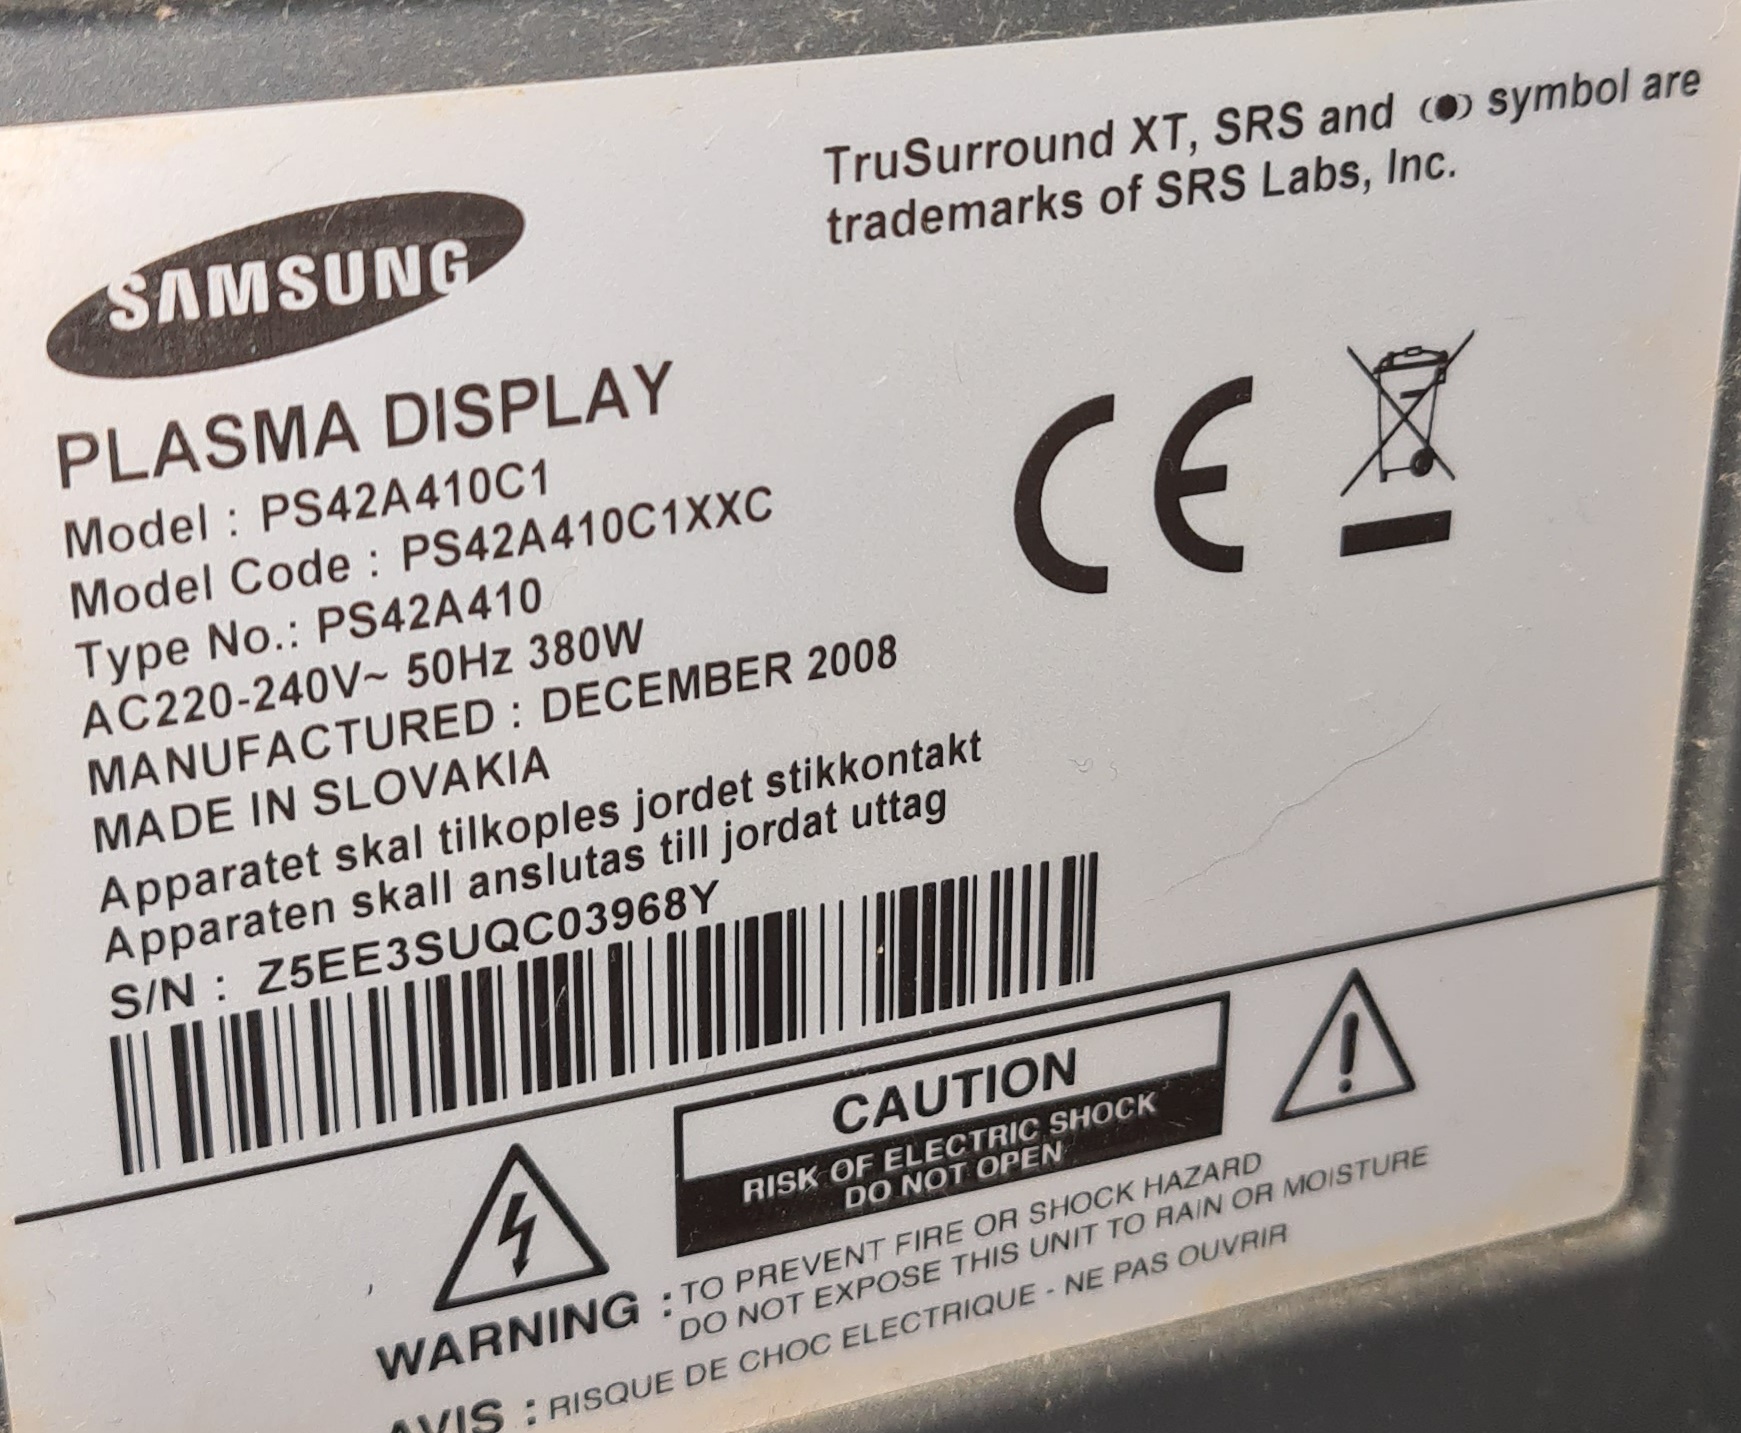 TruSurround XT, SRS and (●) symbol are
trademarks of SRS Labs, Inc.
SAMSUNG
PLASMA DISPLAY
Model : PS42A410C1
Model Code : PS42A410C1XXC
Type No.: PS42A410
AC220-240V~ 50Hz 380W
MANUFACTURED : DECEMBER 2008
MADE IN SLOVAKIA
Apparatet skal tilkoples jordet stikkontakt
Apparaten skall anslutas till jordat uttag
S/N : Z5EE3SUQC03968Y
CE
CAUTION
RISK OF ELECTRIC SHOCK
DO NOT OPEN
WARNING : TO PREVENT FIRE OR SHOCK HAZARD
DO NOT EXPOSE THIS UNIT TO RAIN OR MOISTURE
AVIS : RISQUE DE CHOC ELECTRIQUE - NE PAS OUVRIR